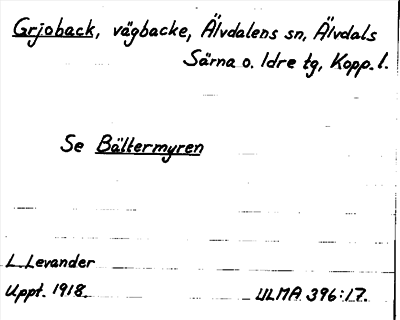 Grjoback, vägbacke, Älvdalens sn, Älvdals
Särna o. Idre tg, Kopp. l.
Se Bältermyren
L. Levander
Uppt. 1918.
ULMA 396:17.